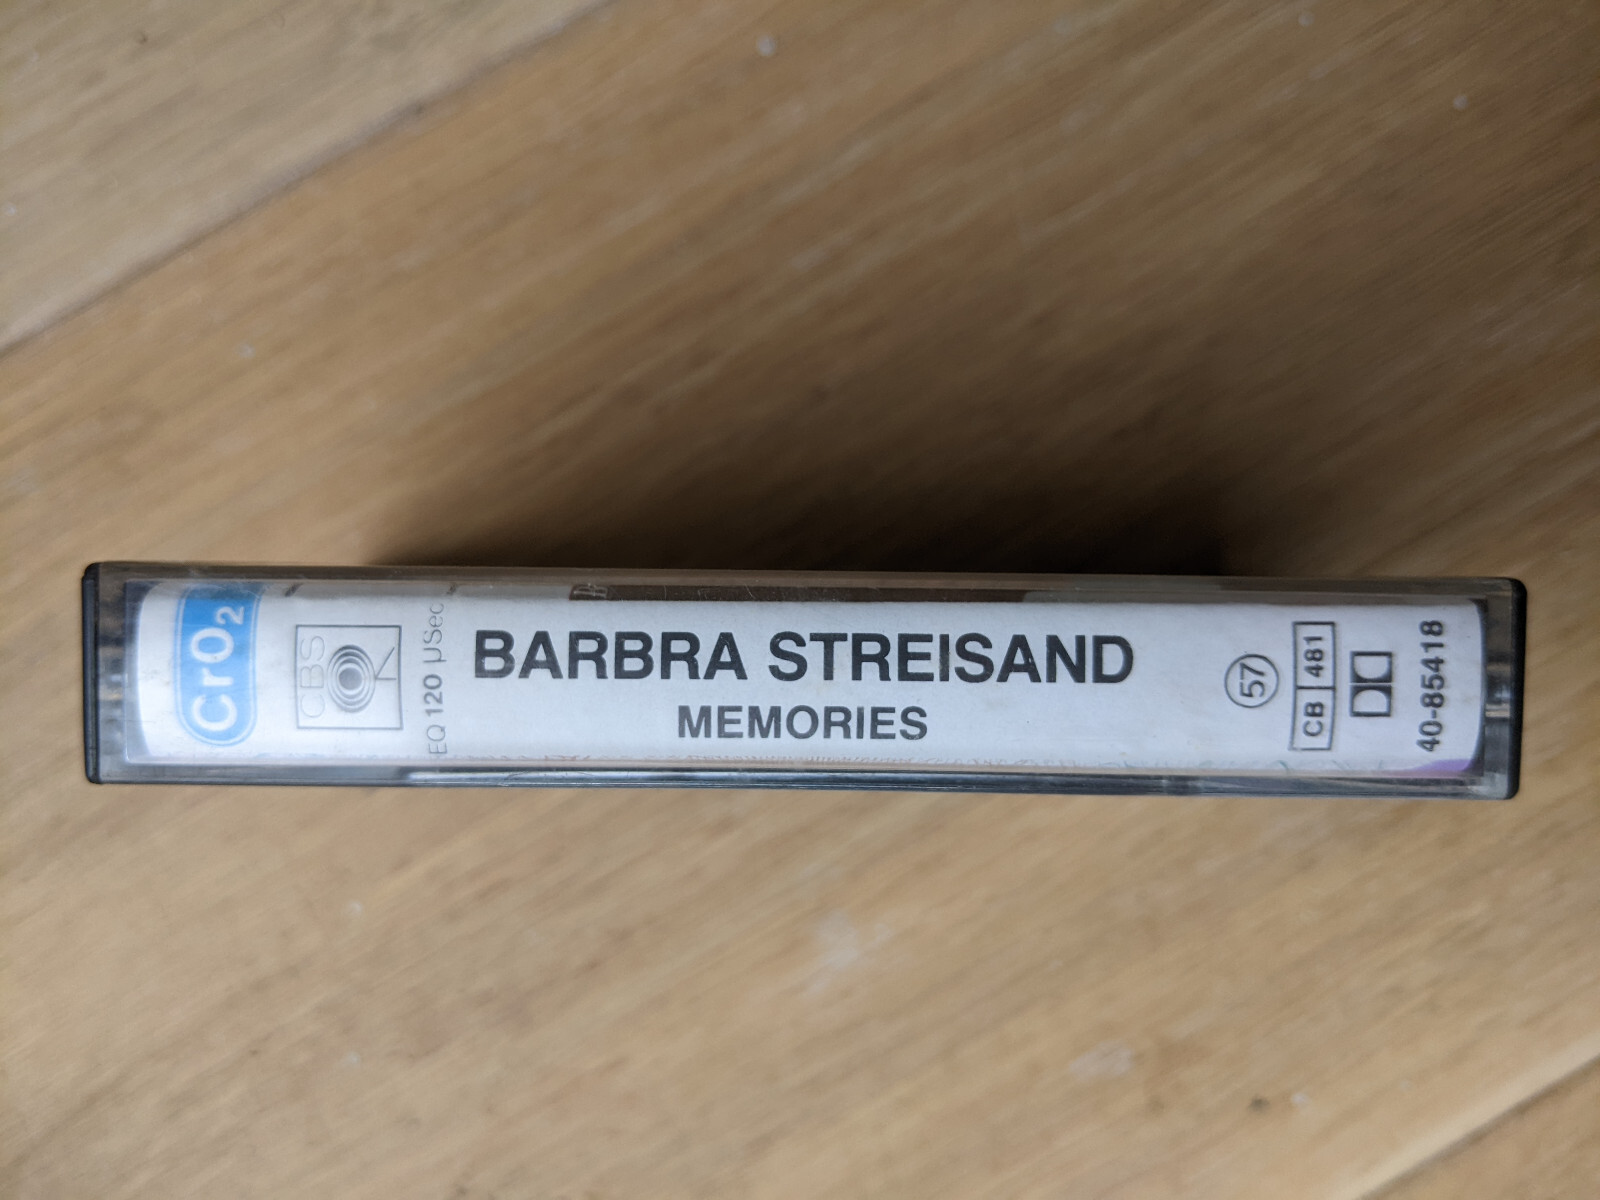 CrO₂
CBS
EQ 120 µSec
BARBRA STREISAND
MEMORIES
57
CB 481
40-85418